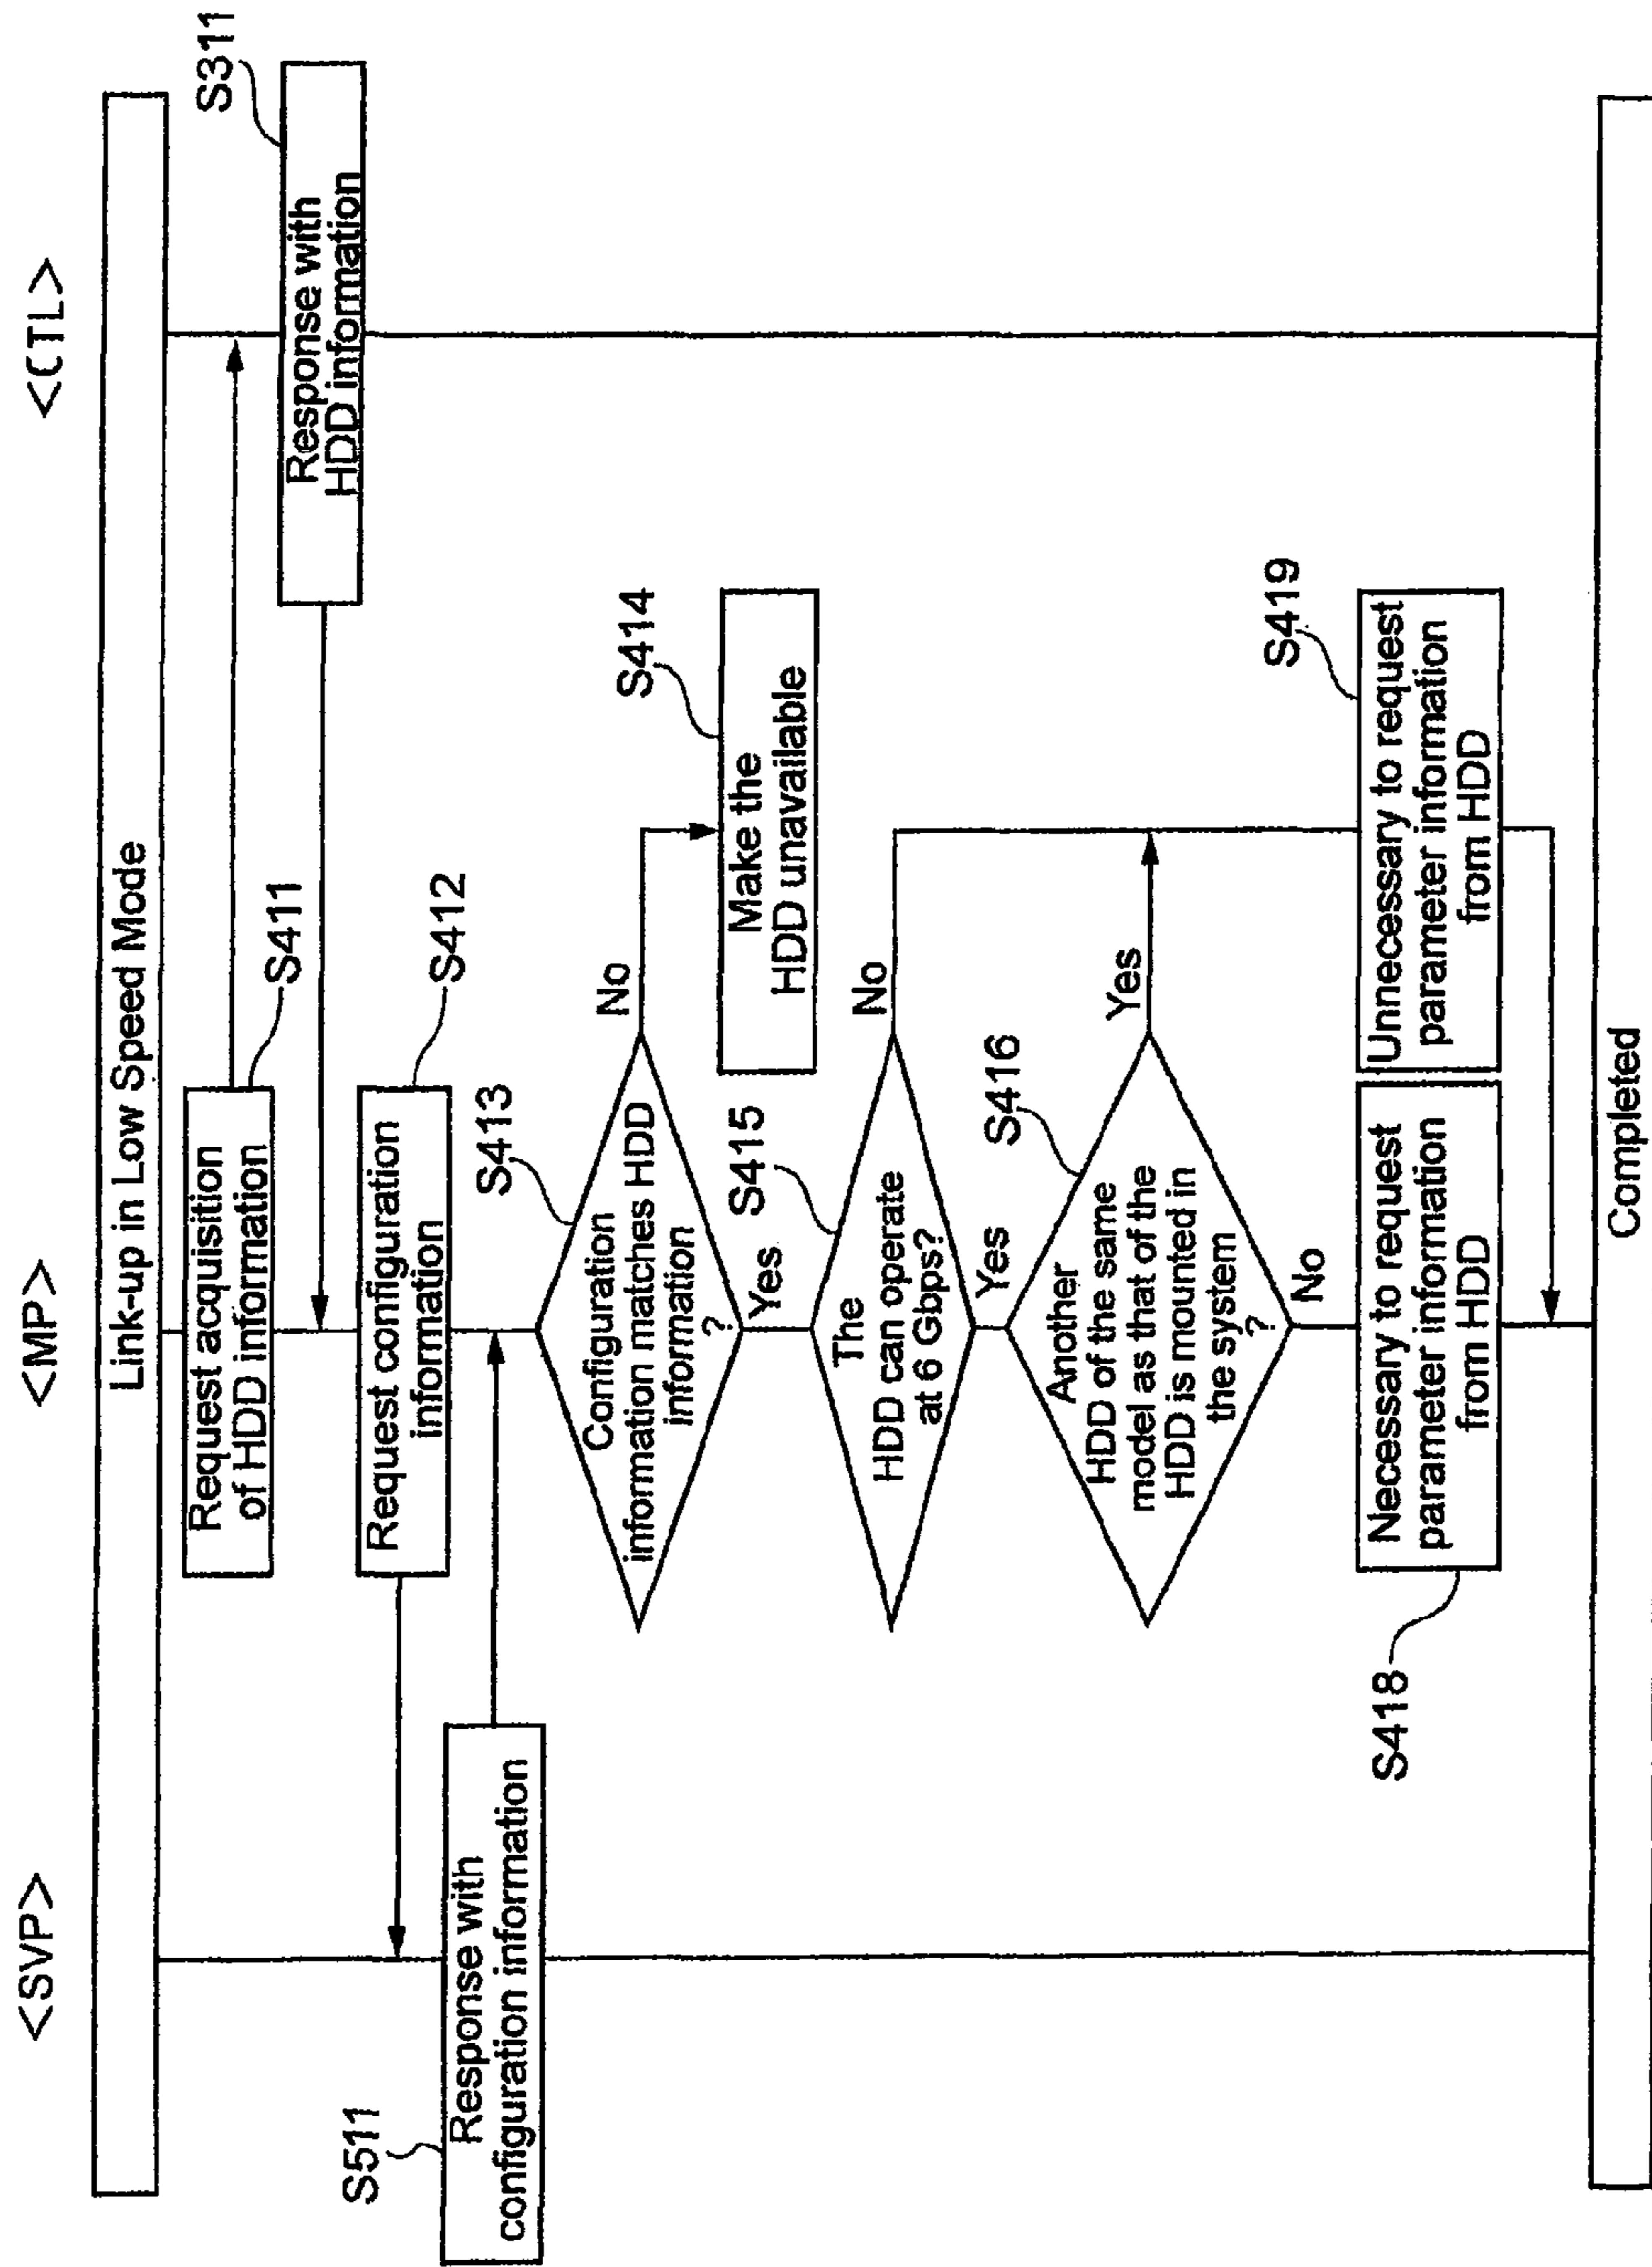 <SVP>
<MP>
<CTL>
Link-up in Low Speed Mode
Request acquisition
of HDD information
S411
Response with
HDD information
S311
Request configuration
information
S412
S511
Response with
configuration information
S413
Configuration
information matches HDD
information
?
No
Yes
S414
Make the
HDD unavailable
S415
The
HDD can operate
at 6 Gbps?
No
Yes
S416
Another
HDD of the same
model as that of the
HDD is mounted in
the system
?
Yes
No
S418
Necessary to request
parameter information
from HDD
S419
Unnecessary to request
parameter information
from HDD
Completed